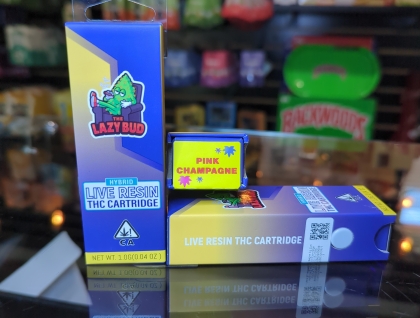 THE
LAZY BUD
HYBRID
LIVE RESIN
THC CARTRIDGE
CA
NET WT. 1.0G(0.04 OZ)
PINK
CHAMPAGNE
LIVE RESIN THC CARTRIDGE
BACKWOODS